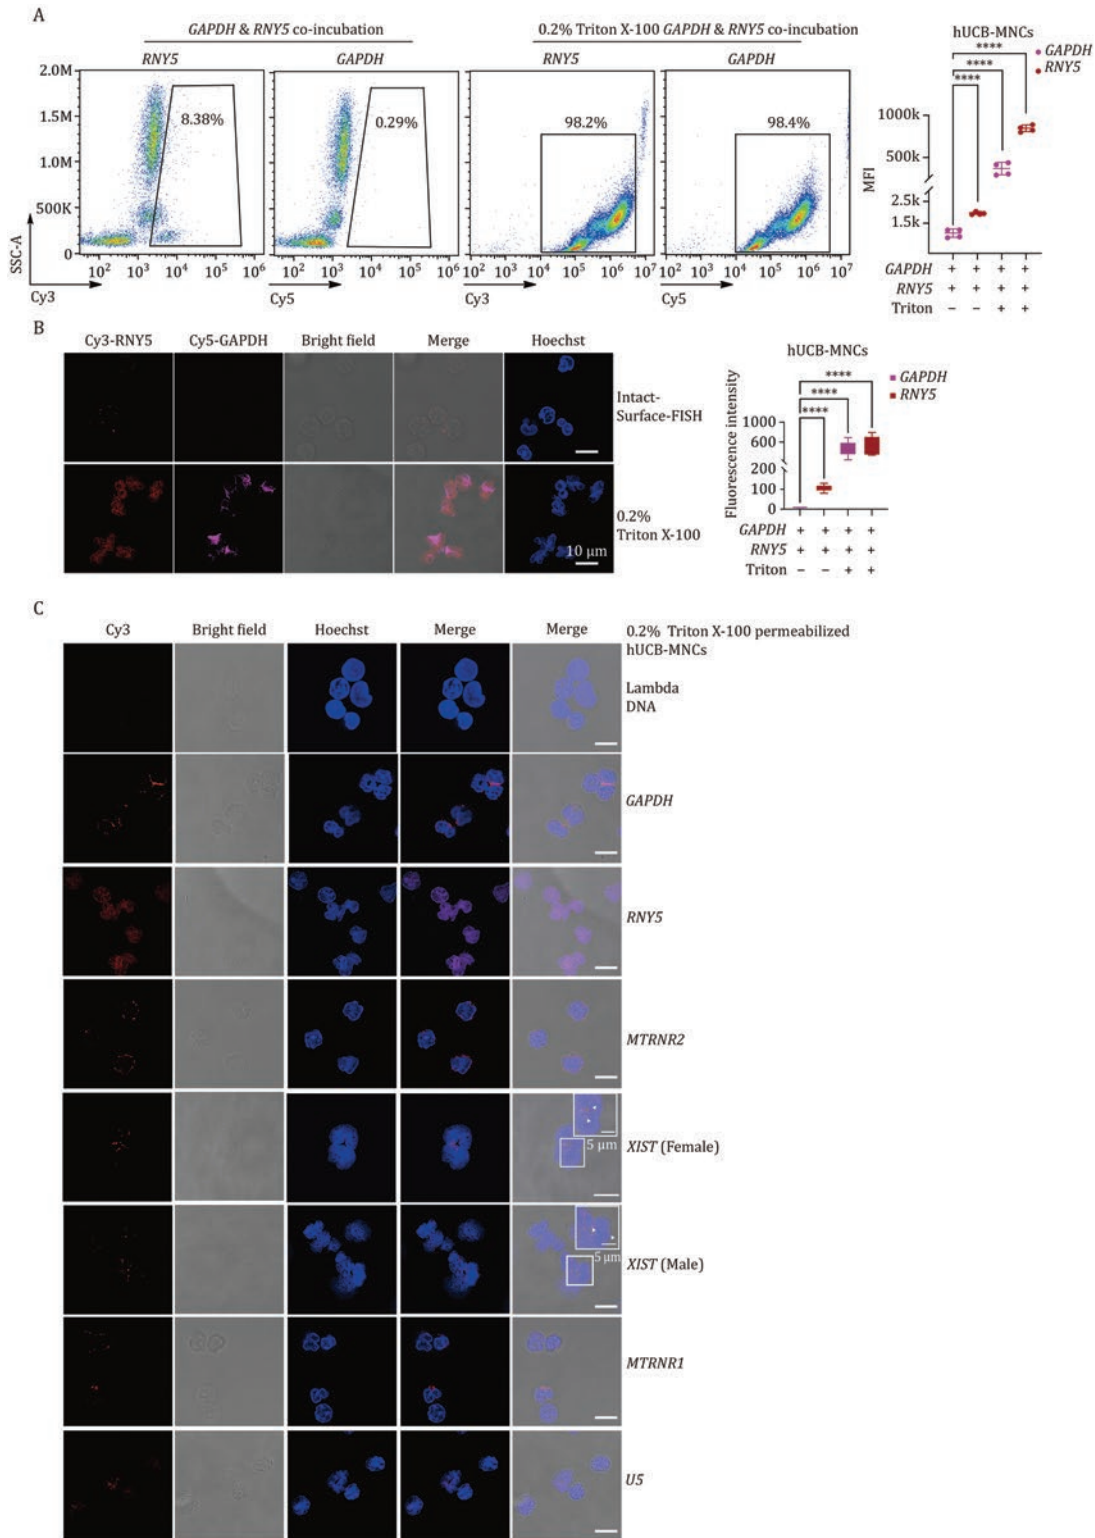 A
GAPDH & RNY5 co-incubation
0.2% Triton X-100 GAPDH & RNY5 co-incubation
RNY5
GAPDH
RNY5
GAPDH
2.0M
1.5M
1.0M
500K
0
SSC-A
8.38%
0.29%
98.2%
98.4%
10² 10³ 10⁴ 10⁵ 10⁶
10² 10³ 10⁴ 10⁵ 10⁶
10³ 10⁴ 10⁵ 10⁶ 10⁷
10⁴ 10⁵ 10⁶ 10⁷
Cy3
Cy5
Cy3
Cy5
hUCB-MNCs
GAPDH
RNY5
****
****
****
MFI
1000k
500k
2.5k
1.5k
GAPDH + + + +
RNY5 + + + +
Triton – – + +
B
Cy3-RNY5 Cy5-GAPDH Bright field Merge Hoechst
Intact-
Surface-FISH
0.2%
Triton X-100
10 μm
hUCB-MNCs
GAPDH
RNY5
****
****
****
Fluorescence intensity
1000
600
200
100
0
GAPDH + + + +
RNY5 + + + +
Triton – – + +
C
Cy3 Bright field Hoechst Merge Merge
0.2% Triton X-100 permeabilized
hUCB-MNCs
Lambda
DNA
GAPDH
RNY5
MTRNR2
5 μm
XIST (Female)
5 μm
XIST (Male)
MTRNR1
U5